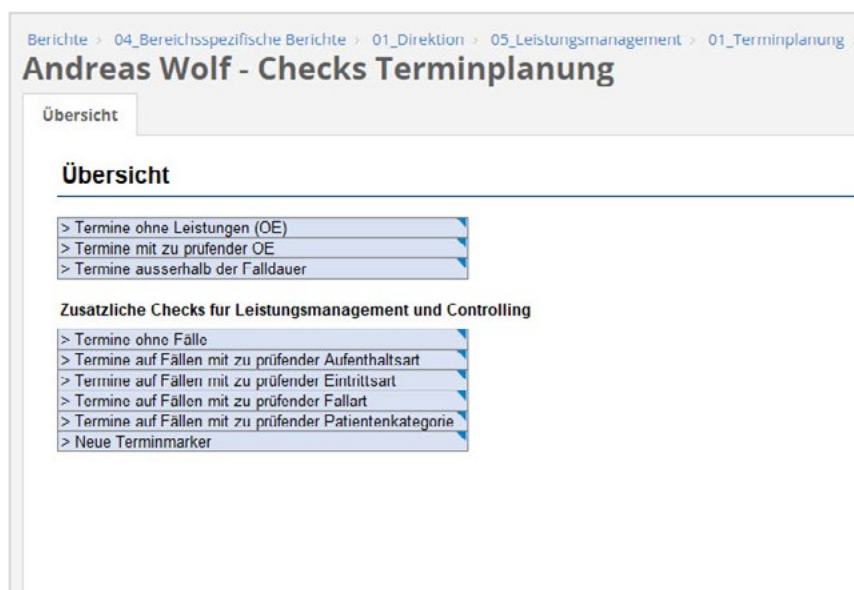 Berichte > 04_Bereichsspezifische Berichte > 01_Direktion > 05_Leistungsmanagement > 01_Terminplanung
Andreas Wolf - Checks Terminplanung
Übersicht
Übersicht
> Termine ohne Leistungen (OE)
> Termine mit zu prufender OE
> Termine ausserhalb der Falldauer
Zusatzliche Checks fur Leistungsmanagement und Controlling
> Termine ohne Fälle
> Termine auf Fällen mit zu prüfender Aufenthaltsart
> Termine auf Fällen mit zu prüfender Eintrittsart
> Termine auf Fällen mit zu prüfender Fallart
> Termine auf Fällen mit zu prüfender Patientenkategorie
> Neue Terminmarker